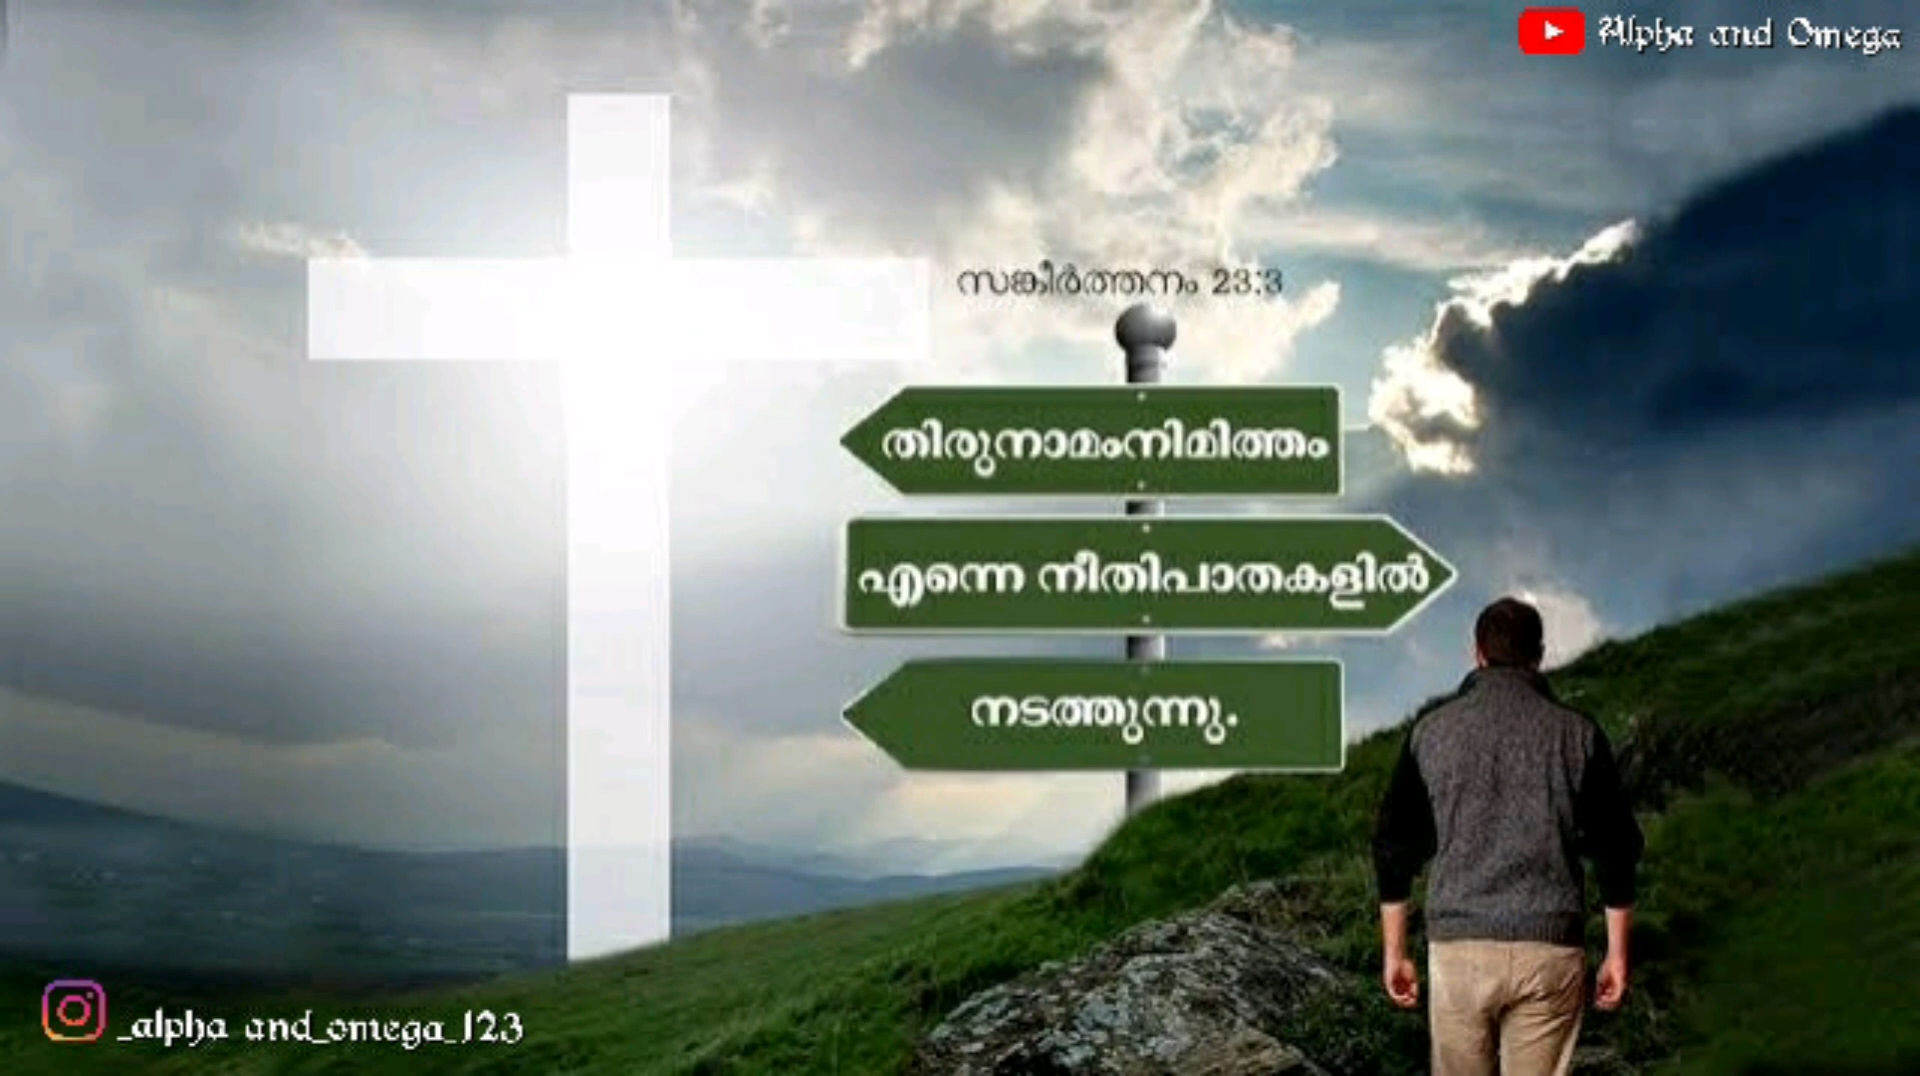 Alpha and Omega
സങ്കീർത്തനം 23:3
തിരുനാമംനിമിത്തം
എന്നെ നീതിപാതകളിൽ
നടത്തുന്നു.
_alpha and_omega_123